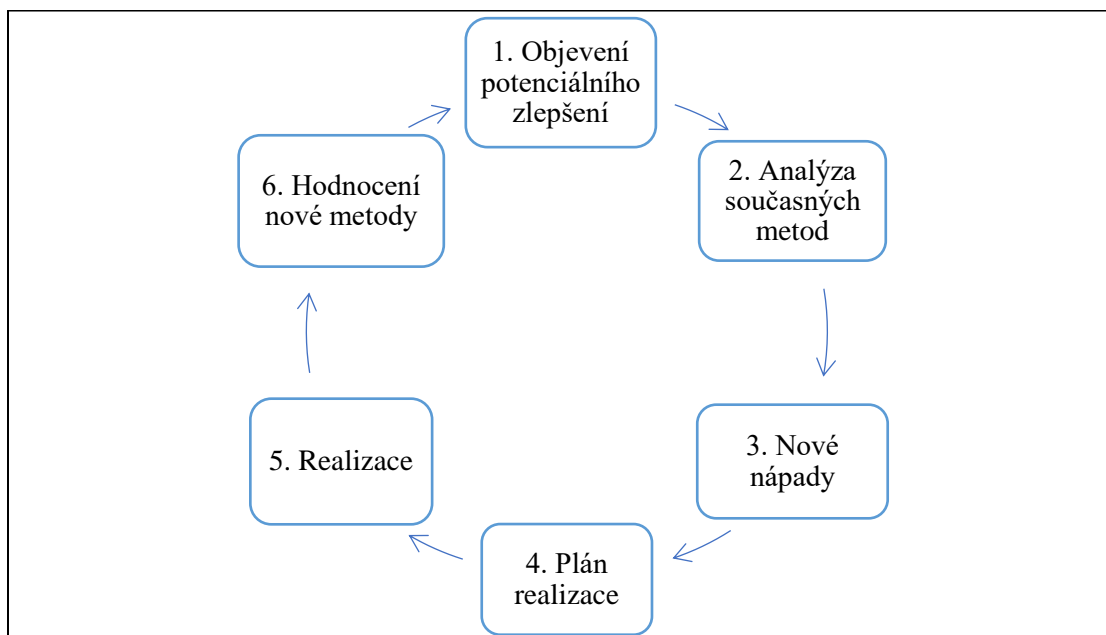 1. Objevení
potenciálního
zlepšení
2. Analýza
současných
metod
3. Nové
nápady
4. Plán
realizace
5. Realizace
6. Hodnocení
nové metody